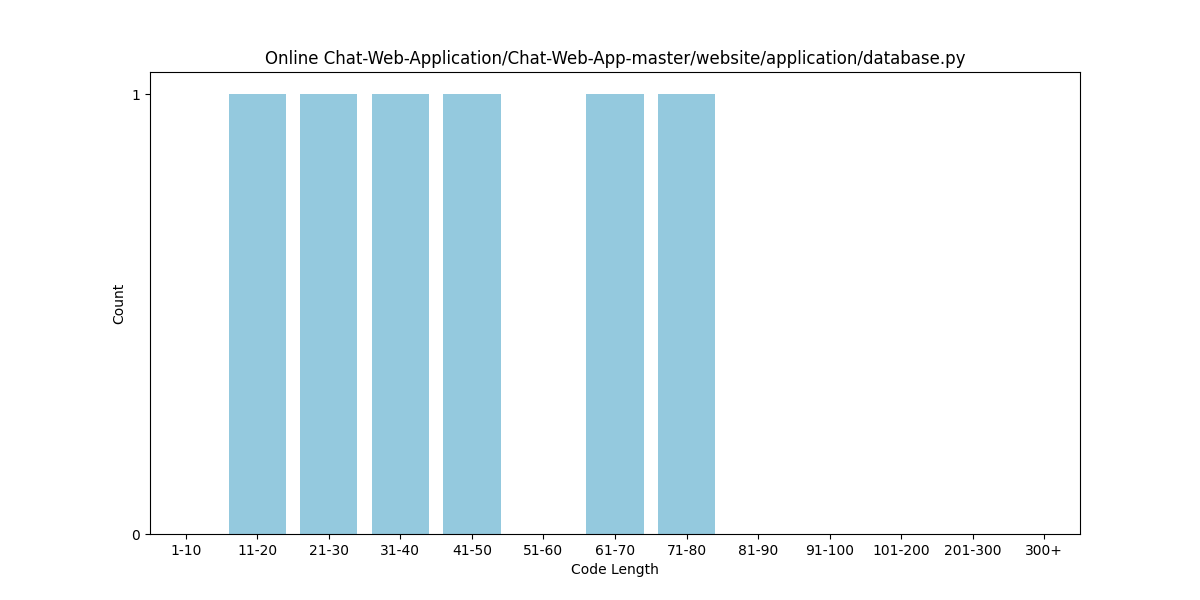 Online Chat-Web-Application/Chat-Web-App-master/website/application/database.py
Count
1
0
1-10 11-20 21-30 31-40 41-50 51-60 61-70 71-80 81-90 91-100 101-200 201-300 300+
Code Length